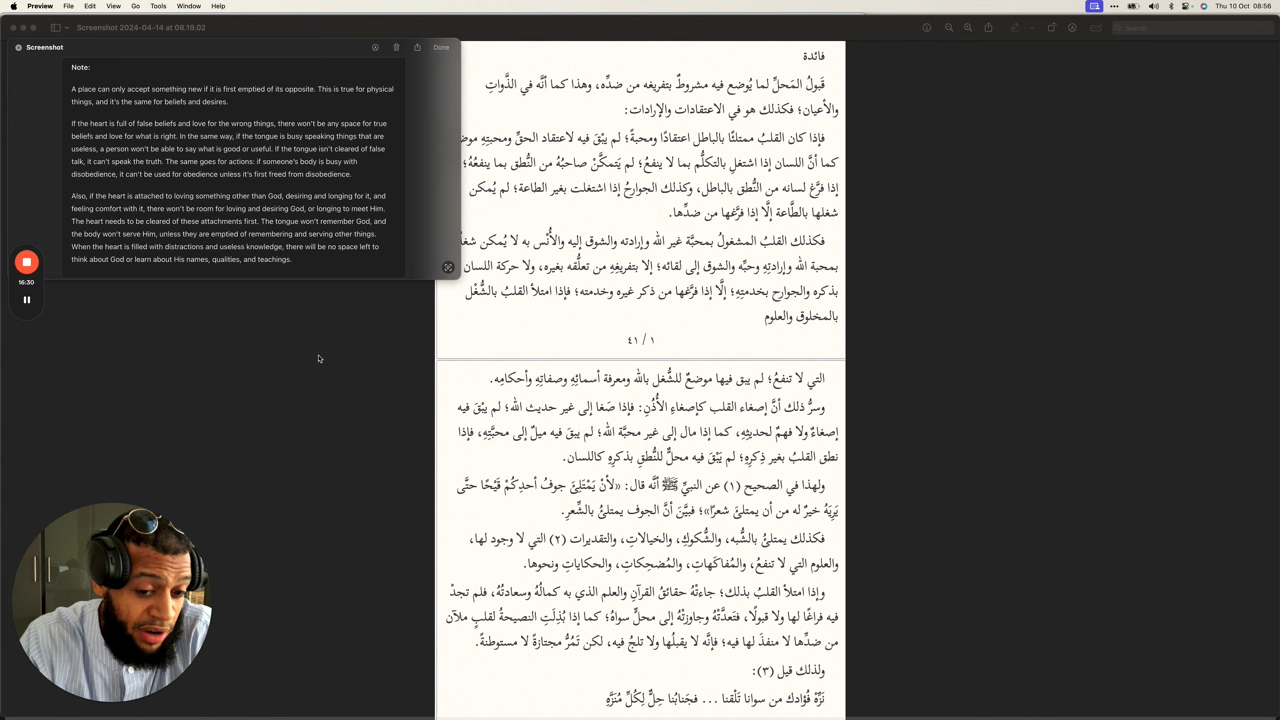 Preview File Edit View Go Tools Window Help
Thu 10 Oct 08:56
Screenshot 2024-04-14 at 08.19.02
Search
Screenshot
Done
Note:
A place can only accept something new if it is first emptied of its opposite. This is true for physical
things, and it's the same for beliefs and desires.
If the heart is full of false beliefs and love for the wrong things, there won't be any space for true
beliefs and love for what is right. In the same way, if the tongue is busy speaking things that are
useless, a person won't be able to say what is good or useful. If the tongue isn't cleared of false
talk, it can't speak the truth. The same goes for actions: if someone's body is busy with
disobedience, it can't be used for obedience unless it's first freed from disobedience.
Also, if the heart is attached to loving something other than God, desiring and longing for it, and
feeling comfort with it, there won't be room for loving and desiring God, or longing to meet Him.
The heart needs to be cleared of these attachments first. The tongue won't remember God, and
the body won't serve Him, unless they are emptied of remembering and serving other things.
When the heart is filled with distractions and useless knowledge, there will be no space left to
think about God or learn about His names, qualities, and teachings.
16:30
فائدة
قَبولُ المَحلِّ لما يُوضع فيه مشروطٌ بتفريغه من ضدِّه، وهذا كما أنَّه في الذَّواتِ
والأعيان؛ فكذلك هو في الاعتقادات والإرادات:
فإذا كان القلبُ ممتلئًا بالباطل اعتقادًا ومحبةً؛ لم يبْقَ فيه لاعتقاد الحقِّ ومحبتِهِ موض
كما أنَّ اللسان إذا اشتغلَ بالتكلُّم بما لا ينفعُ؛ لم يَتمكَّنْ صاحبُهُ من النُّطق بما ينفعُهُ؛
إذا فرَّغ لسانه من النُّطق بالباطل، وكذلك الجوارحُ إذا اشتغلت بغير الطاعة؛ لم يُمكن
شغلها بالطَّاعة إلَّا إذا فرَّغها من ضدِّها.
فكذلك القلبُ المشغولُ بمحبَّة غير الله وإرادته والشوق إليه والأُنْس به لا يُمكن شغلُ
بمحبة الله وإرادتِهِ وحبِّه والشوق إلى لقائه؛ إلا بتفريغِهِ من تعلُّقه بغيره، ولا حركة اللسان
بذكره والجوارح بخدمتِهِ؛ إلَّا إذا فرَّغها من ذكر غيره وخدمته؛ فإذا امتلأ القلبُ بالشُّغْل
بالمخلوق والعلوم
١ / ٤١
التي لا تنفعُ؛ لم يبق فيها موضعٌ للشُّغل بالله ومعرفة أسمائِهِ وصفاتِهِ وأحكامِه.
وسرُّ ذلك أنَّ إصغاء القلب كإصغاءِ الأُذُنِ: فإذا صَغا إلى غير حديث الله؛ لم يبْقَ فيه
إصغاءٌ ولا فهمٌ لحديثِهِ، كما إذا مال إلى غير محبَّة الله؛ لم يبقَ فيه ميلٌ إلى محبَّتِهِ، فإذا
نطق القلبُ بغير ذِكرِهِ؛ لم يَبْقَ فيه محلٌّ للنُّطقِ بذكرِهِ كاللسان.
ولهذا في الصحيح (١) عن النبيِّ ﷺ أنَّه قال: «لأنْ يَمْتَلِئَ جوفُ أحدِكُمْ قَيْحًا حتَّى
يَرِيَهُ خيرٌ له من أن يمتلئَ شعرًا»؛ فبيَّنَ أنَّ الجوف يمتلئُ بالشِّعرِ.
فكذلك يمتلئُ بالشُّبه، والشُّكوكِ، والخيالاتِ، والتقديرات (٢) التي لا وجود لها،
والعلوم التي لا تنفعُ، والمُفاكَهاتِ، والمُضحِكاتِ، والحكاياتِ ونحوها.
وإذا امتلأ القلبُ بذلك؛ جاءتْهُ حقائقُ القرآنِ والعلم الذي به كمالُهُ وسعادتُهُ، فلم تجدْ
فيه فراغًا لها ولا قبولًا، فتَعدَّتْهُ وجاوزتْهُ إلى محلٍّ سواهُ؛ كما إذا بُذِلَتِ النصيحةُ لقلبٍ ملآن
من ضدِّها لا منفذَ لها فيه؛ فإنَّه لا يقبلُها ولا تلجُ فيه، لكن تَمُرُّ مجتازةً لا مستوطنةً.
ولذلك قيل (٣):
نَزِّهْ فُؤادك من سوانا تَلْقنا … فجَنابُنا حِلٌّ لِكُلِّ مُنَزَّهِ